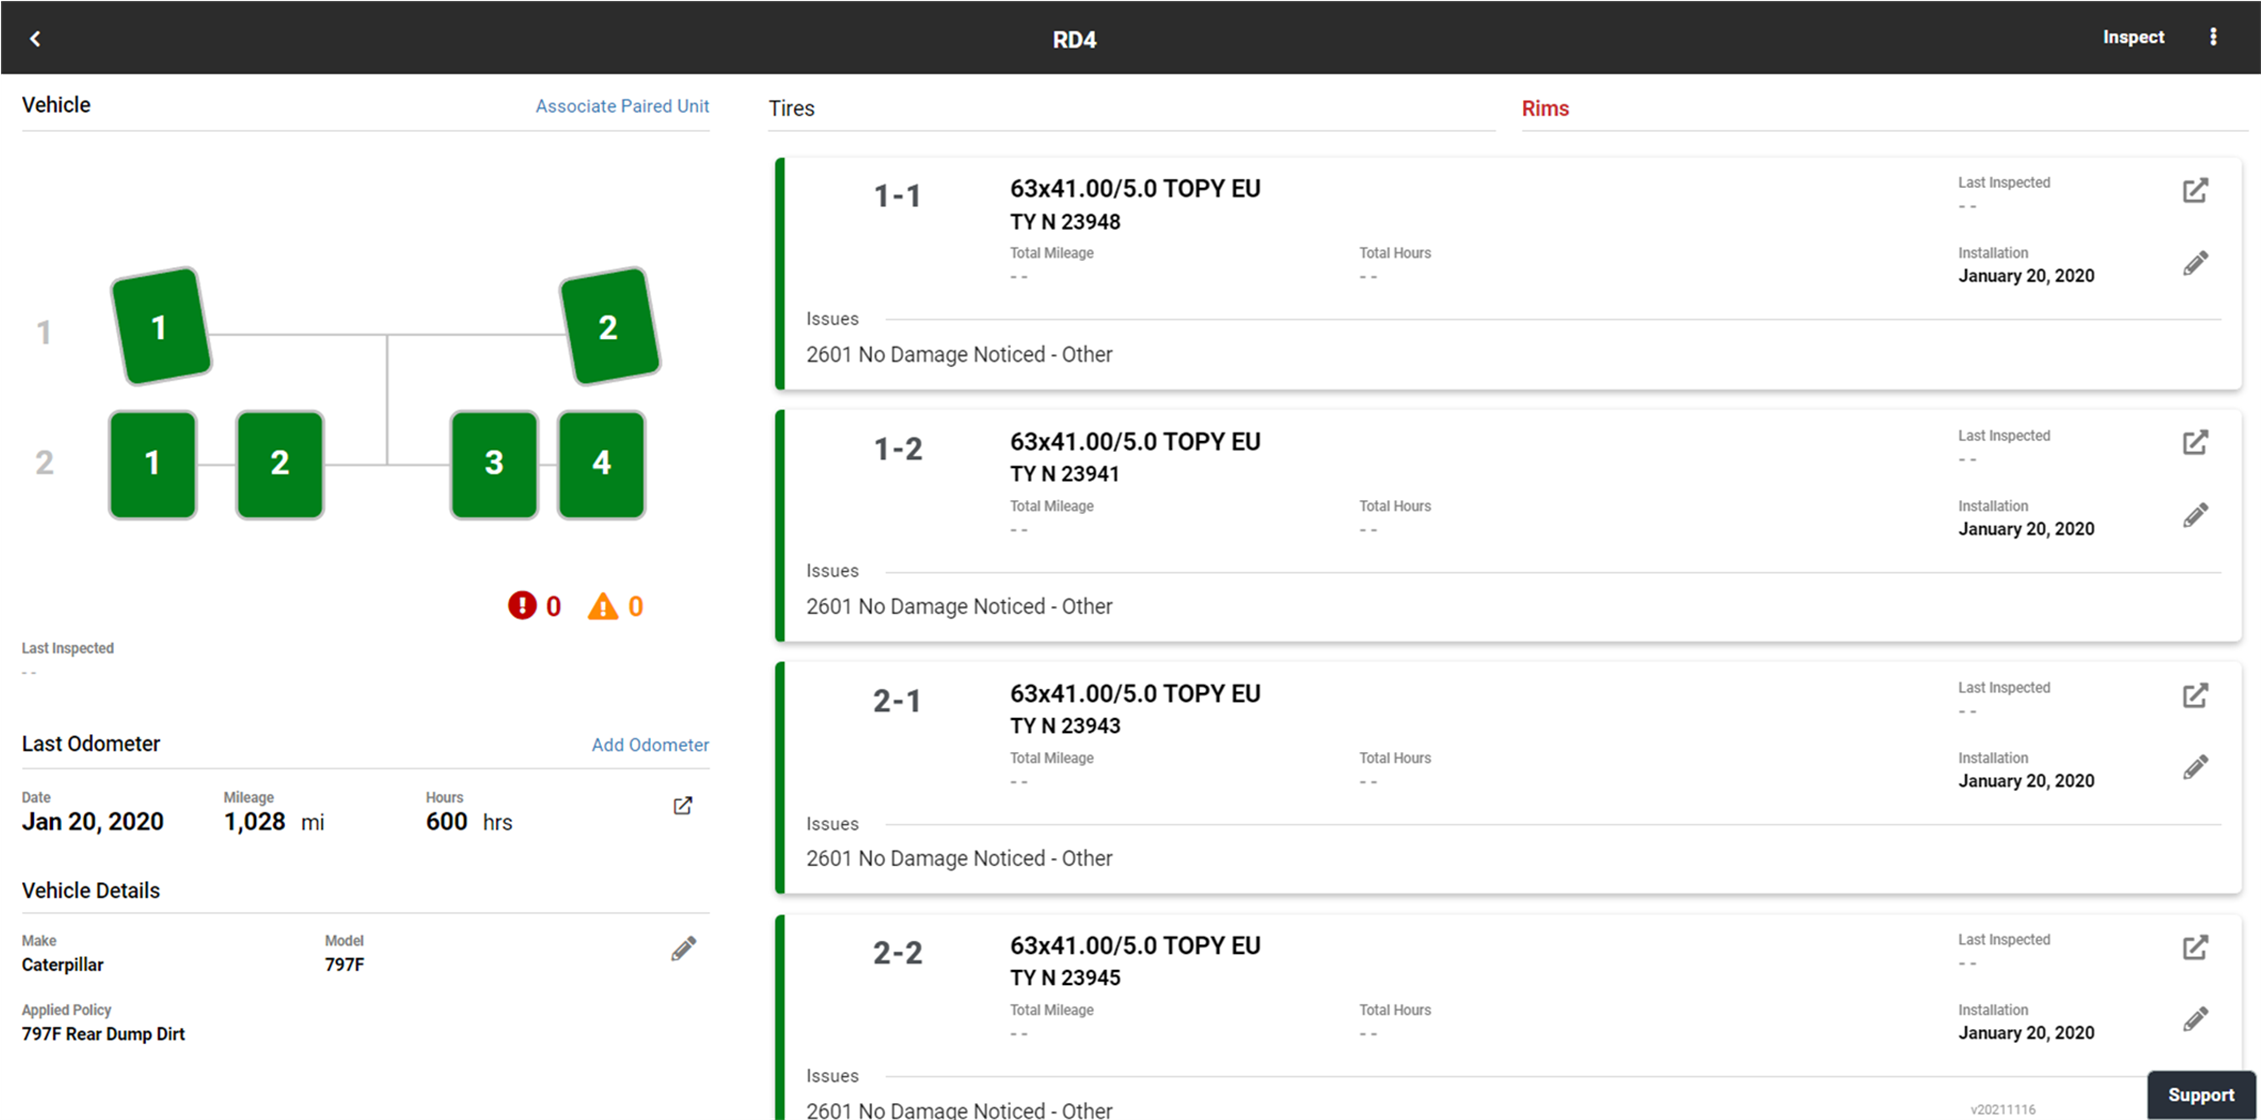 RD4
Inspect
Vehicle
Associate Paired Unit
1
1
2
2
1
2
3
4
0
0
Last Inspected
- -
Last Odometer
Add Odometer
Date
Mileage
Hours
Jan 20, 2020
1,028 mi
600 hrs
Vehicle Details
Make
Model
Caterpillar
797F
Applied Policy
797F Rear Dump Dirt
Tires
Rims
1-1
63x41.00/5.0 TOPY EU
TY N 23948
Total Mileage
- -
Total Hours
- -
Last Inspected
- -
Installation
January 20, 2020
Issues
2601 No Damage Noticed - Other
1-2
63x41.00/5.0 TOPY EU
TY N 23941
Total Mileage
- -
Total Hours
- -
Last Inspected
- -
Installation
January 20, 2020
Issues
2601 No Damage Noticed - Other
2-1
63x41.00/5.0 TOPY EU
TY N 23943
Total Mileage
- -
Total Hours
- -
Last Inspected
- -
Installation
January 20, 2020
Issues
2601 No Damage Noticed - Other
2-2
63x41.00/5.0 TOPY EU
TY N 23945
Total Mileage
- -
Total Hours
- -
Last Inspected
- -
Installation
January 20, 2020
Issues
2601 No Damage Noticed - Other
v20211116
Support